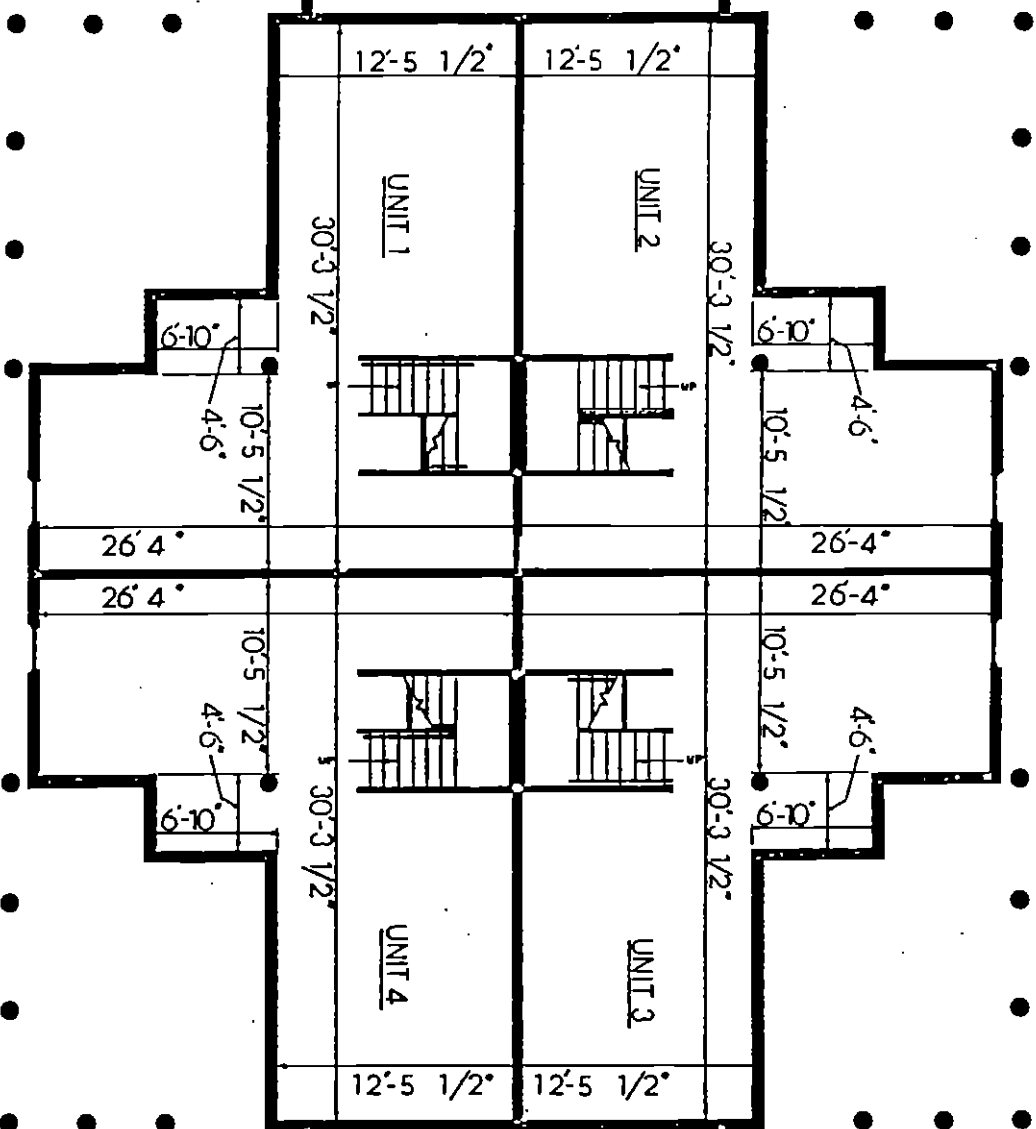 12'-5 1/2" 12'-5 1/2"
UNIT 1
UNIT 2
30'-3 1/2"
30'-3 1/2"
6'-10"
6'-10"
4'-6"
4'-6"
UP
10'-5 1/2"
10'-5 1/2"
26' 4" 26'-4"
26' 4" 26'-4"
10'-5 1/2"
10'-5 1/2"
4'-6"
4'-6"
UP
6'-10"
6'-10"
30'-3 1/2"
30'-3 1/2"
UNIT 4
UNIT 3
12'-5 1/2" 12'-5 1/2"